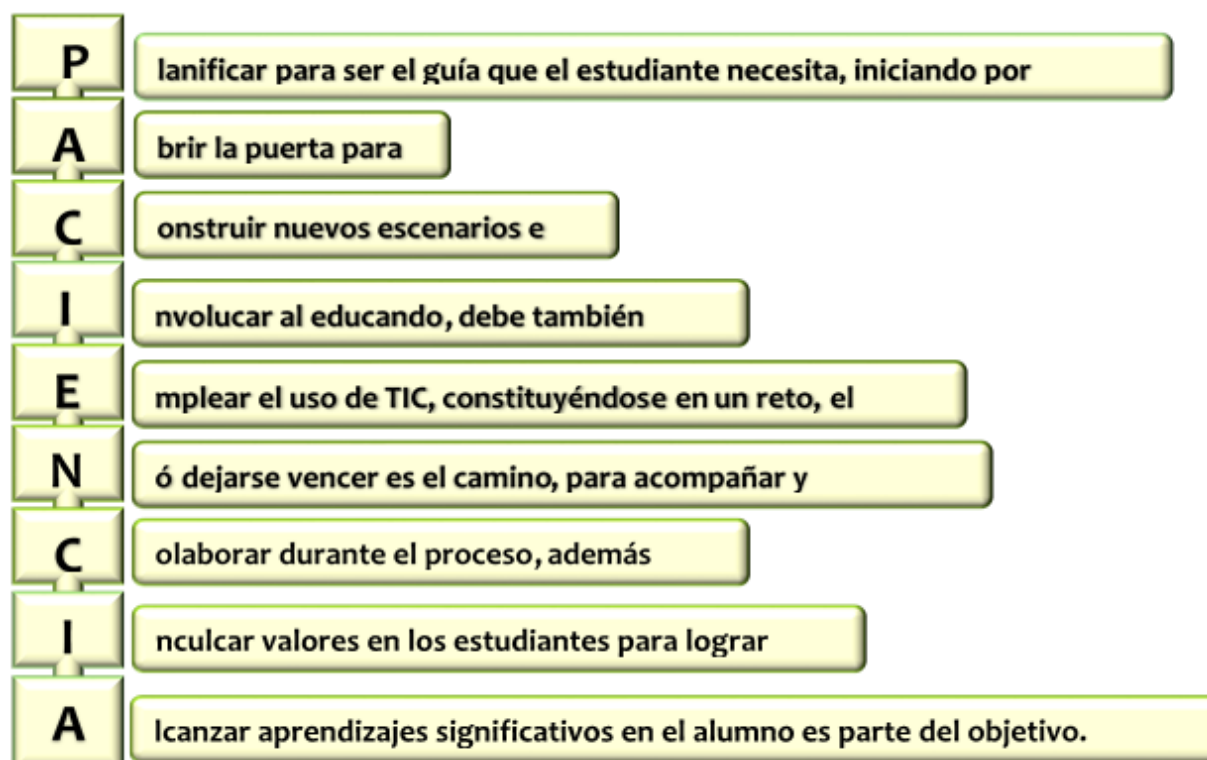 P lanificar para ser el guía que el estudiante necesita, iniciando por
A brir la puerta para
C onstruir nuevos escenarios e
I nvolucar al educando, debe también
E mplear el uso de TIC, constituyéndose en un reto, el
N ó dejarse vencer es el camino, para acompañar y
C olaborar durante el proceso, además
I nculcar valores en los estudiantes para lograr
A lcanzar aprendizajes significativos en el alumno es parte del objetivo.